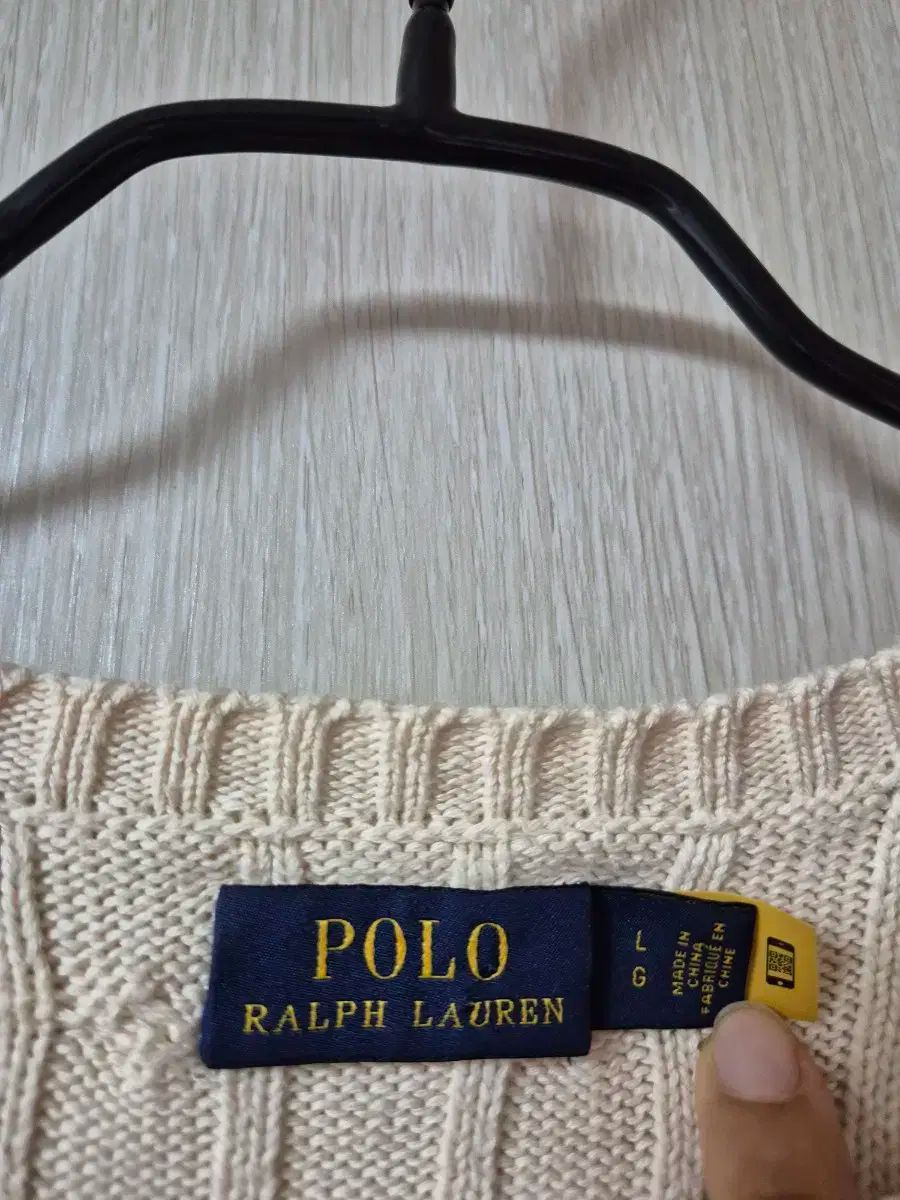 POLO
RALPH LAUREN
L
G
MADE IN
CHINA
FABRIQUÉ EN
CHINE